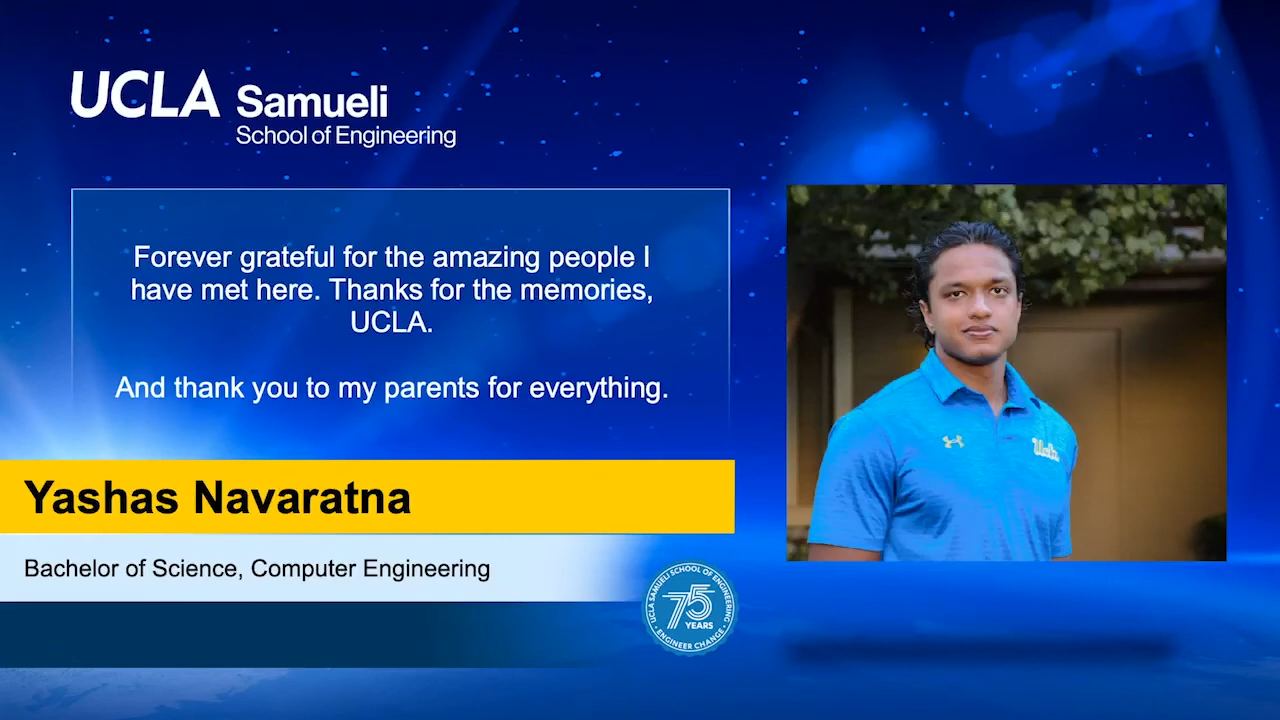 UCLA Samueli
School of Engineering
Forever grateful for the amazing people I
have met here. Thanks for the memories,
UCLA.
And thank you to my parents for everything.
Yashas Navaratna
Bachelor of Science, Computer Engineering
UCLA SAMUELI SCHOOL OF ENGINEERING
75
YEARS
ENGINEER CHANGE
Ucla